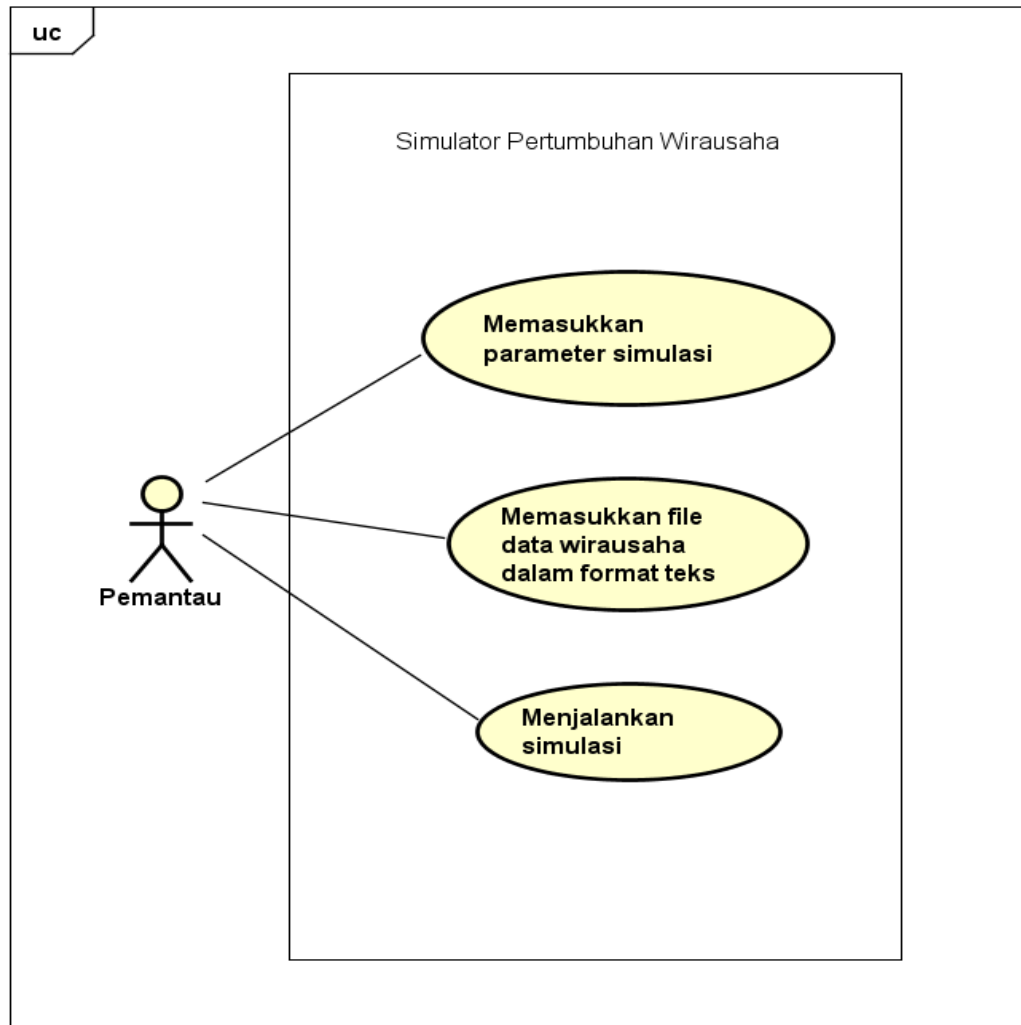 uc
Simulator Pertumbuhan Wirausaha
Memasukkan
parameter simulasi
Memasukkan file
data wirausaha
dalam format teks
Pemantau
Menjalankan
simulasi